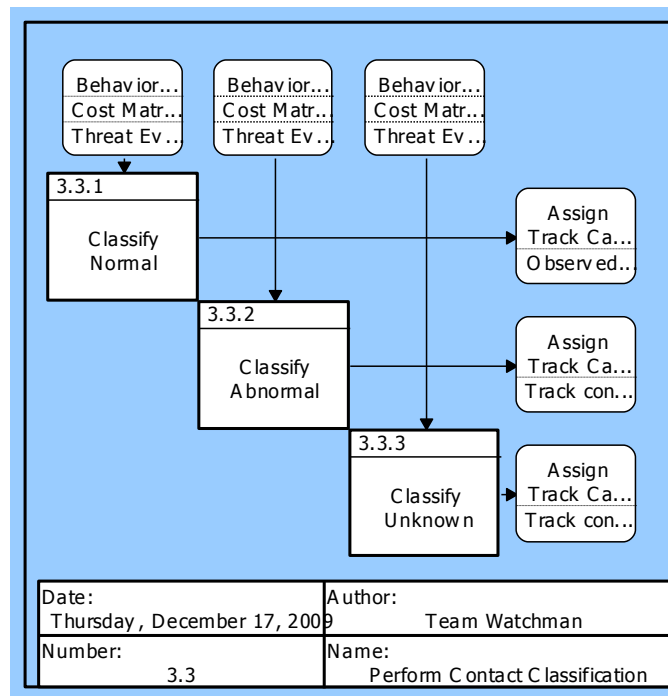 Behavior...
Cost Matr...
Threat Ev...
Behavior...
Cost Matr...
Threat Ev...
Behavior...
Cost Matr...
Threat Ev...
3.3.1
Classify
Normal
Assign
Track Ca...
Observed...
3.3.2
Classify
Abnormal
Assign
Track Ca...
Track con...
3.3.3
Classify
Unknown
Assign
Track Ca...
Track con...
Date:
Thursday, December 17, 2009
Author:
Team Watchman
Number:
3.3
Name:
Perform Contact Classification